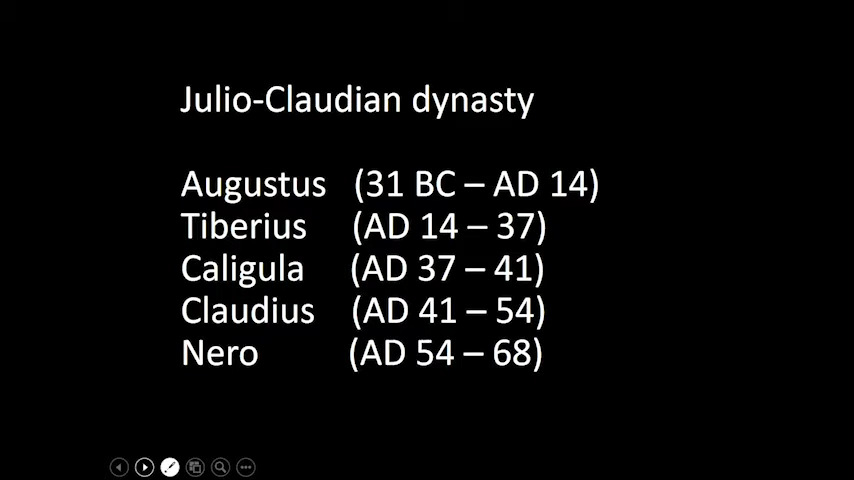 Julio-Claudian dynasty
Augustus (31 BC – AD 14)
Tiberius (AD 14 – 37)
Caligula (AD 37 – 41)
Claudius (AD 41 – 54)
Nero (AD 54 – 68)